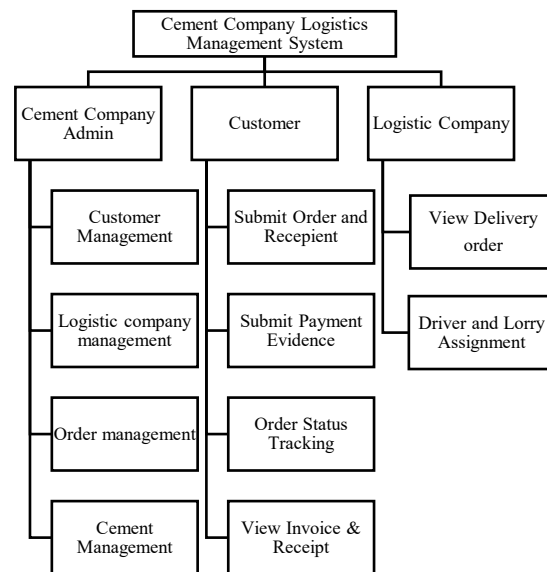 Cement Company Logistics
Management System
Cement Company
Admin
Customer
Logistic Company
Customer
Management
Submit Order and
Recepient
View Delivery
order
Logistic company
management
Submit Payment
Evidence
Driver and Lorry
Assignment
Order management
Order Status
Tracking
Cement
Management
View Invoice &
Receipt